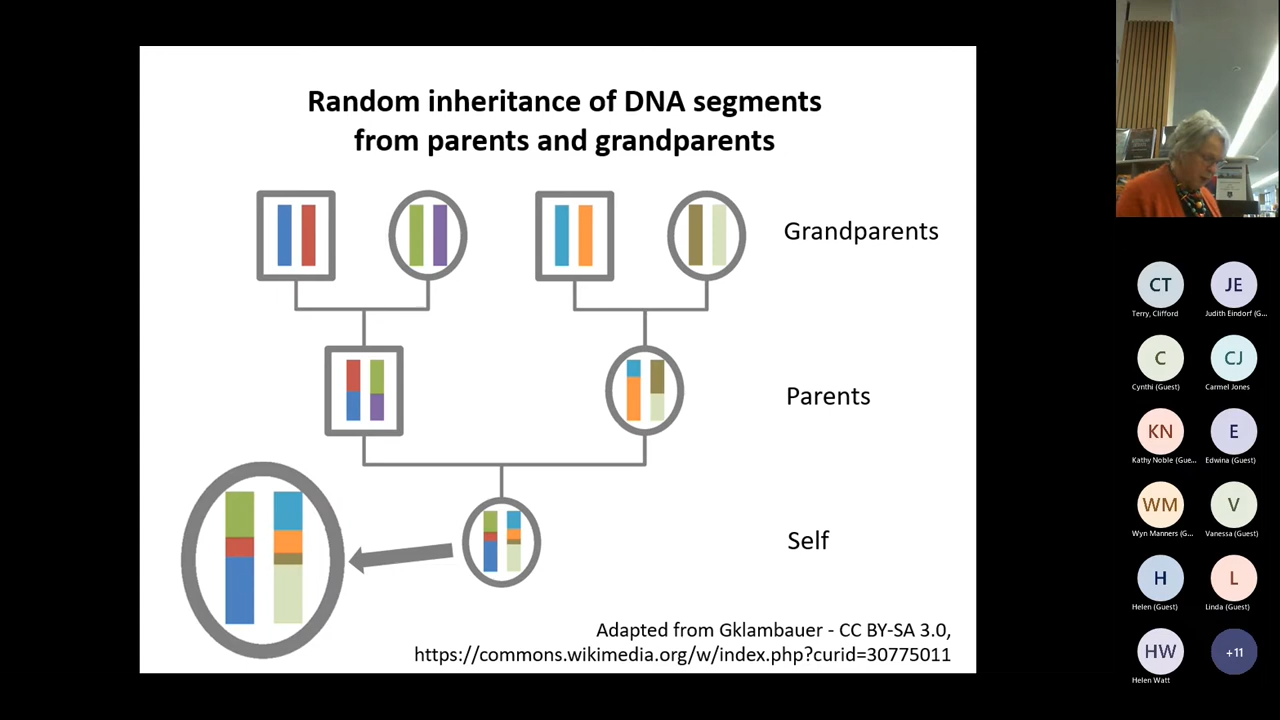 Random inheritance of DNA segments
from parents and grandparents
Grandparents
Parents
Self
Adapted from Gklambauer - CC BY-SA 3.0,
https://commons.wikimedia.org/w/index.php?curid=30775011
CT
JE
Terry, Clifford
Judith Eindorf (G...
C
CJ
Cynthi (Guest)
Carmel Jones
KN
E
Kathy Noble (Gue...
Edwina (Guest)
WM
V
Wyn Manners (G...
Vanessa (Guest)
H
L
Helen (Guest)
Linda (Guest)
HW
+11
Helen Watt